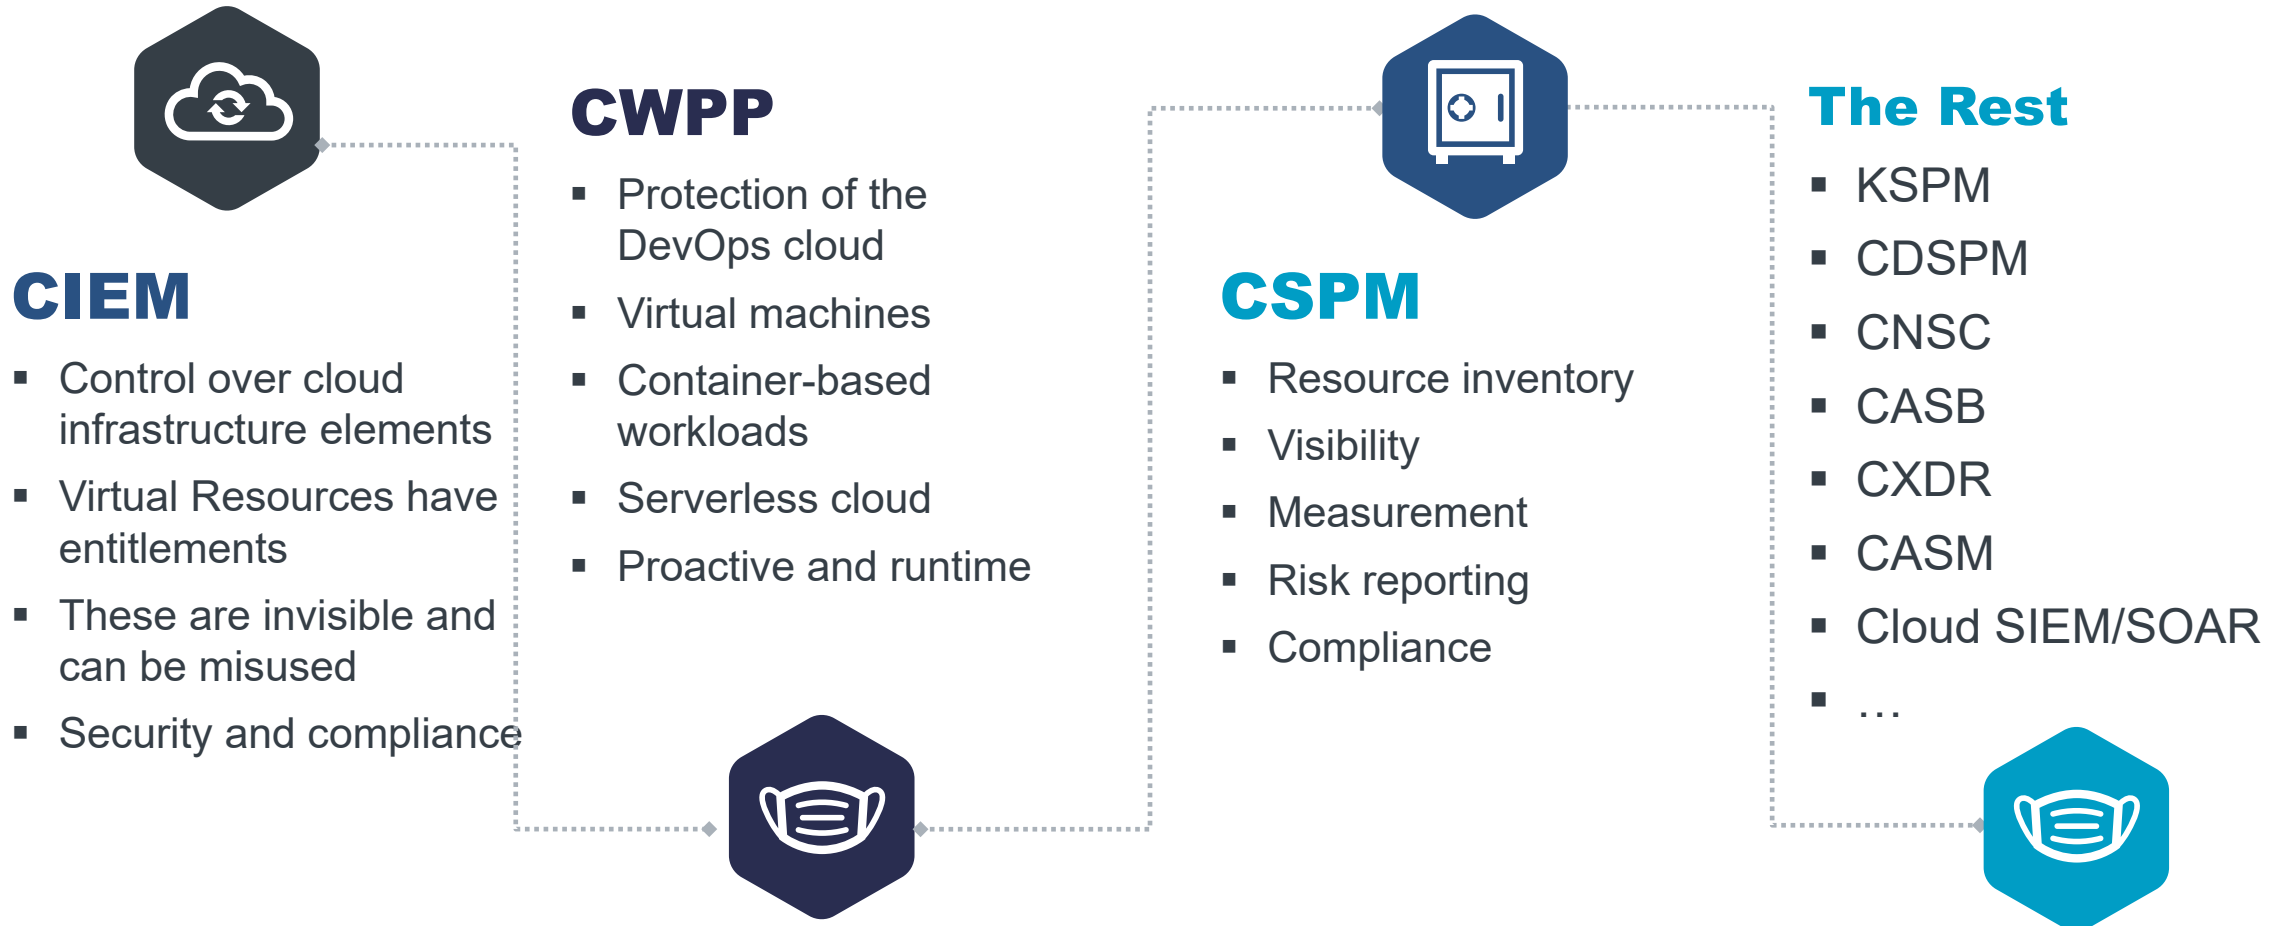 CIEM
▪ Control over cloud
infrastructure elements
▪ Virtual Resources have
entitlements
▪ These are invisible and
can be misused
▪ Security and compliance
CWPP
▪ Protection of the
DevOps cloud
▪ Virtual machines
▪ Container-based
workloads
▪ Serverless cloud
▪ Proactive and runtime
CSPM
▪ Resource inventory
▪ Visibility
▪ Measurement
▪ Risk reporting
▪ Compliance
The Rest
▪ KSPM
▪ CDSPM
▪ CNSC
▪ CASB
▪ CXDR
▪ CASM
▪ Cloud SIEM/SOAR
▪ …